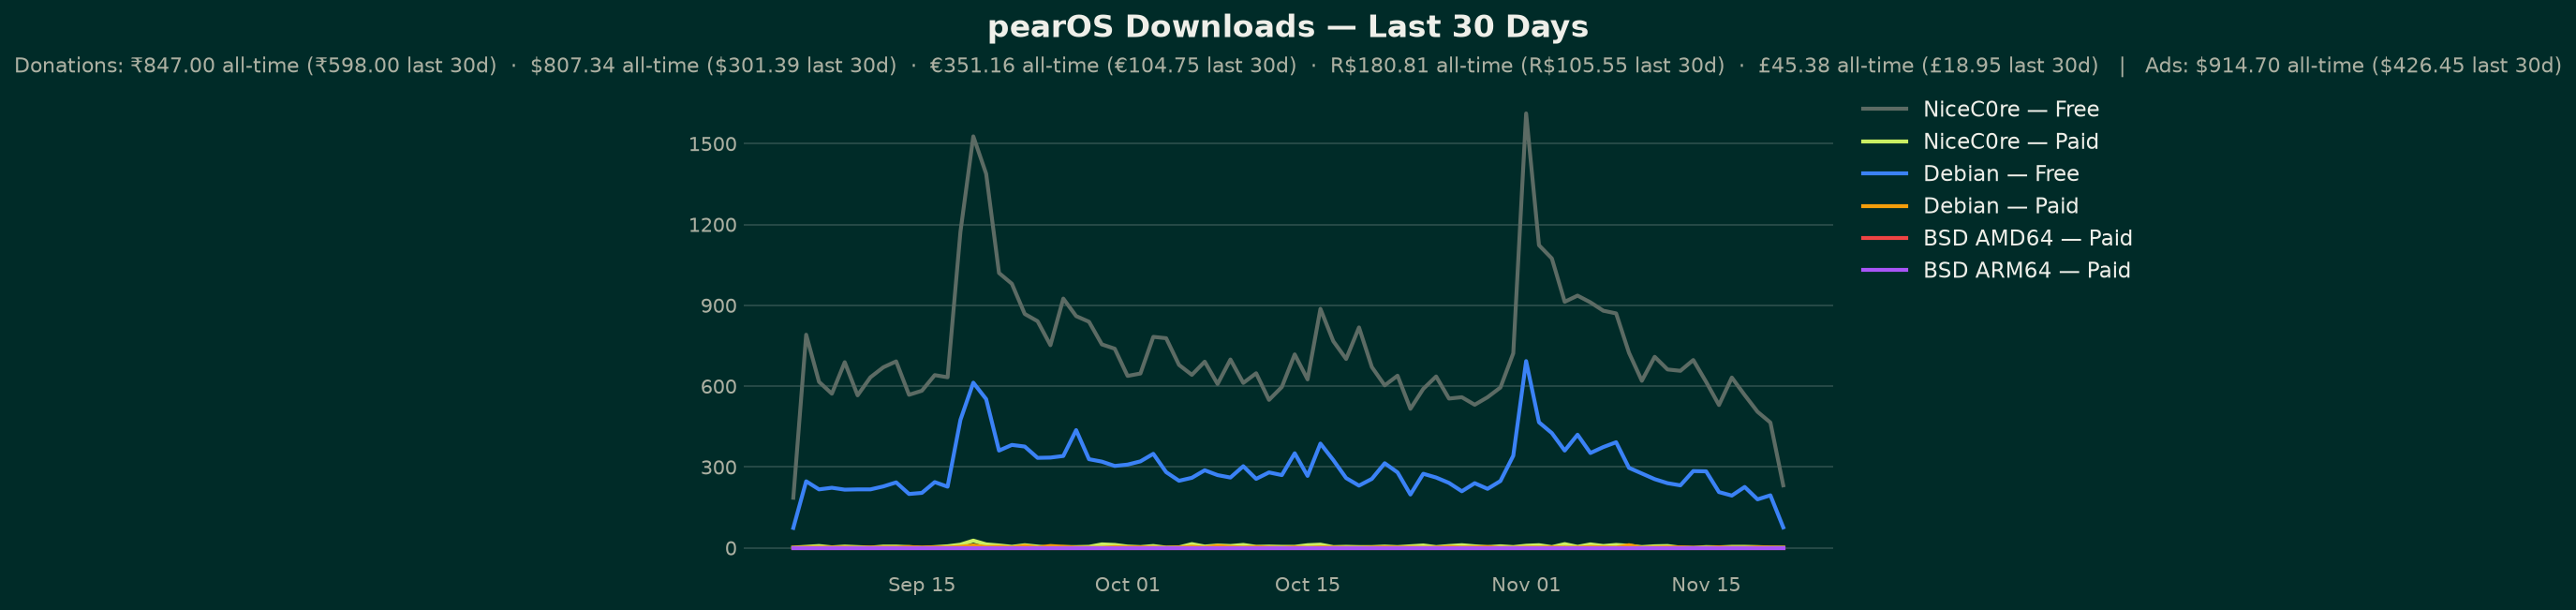 pearOS Downloads — Last 30 Days
Donations: ₹847.00 all-time (₹598.00 last 30d) · $807.34 all-time ($301.39 last 30d) · €351.16 all-time (€104.75 last 30d) · R$180.81 all-time (R$105.55 last 30d) · £45.38 all-time (£18.95 last 30d) | Ads: $914.70 all-time ($426.45 last 30d)
NiceC0re — Free
NiceC0re — Paid
Debian — Free
Debian — Paid
BSD AMD64 — Paid
BSD ARM64 — Paid
1500
1200
900
600
300
0
Sep 15 Oct 01 Oct 15 Nov 01 Nov 15